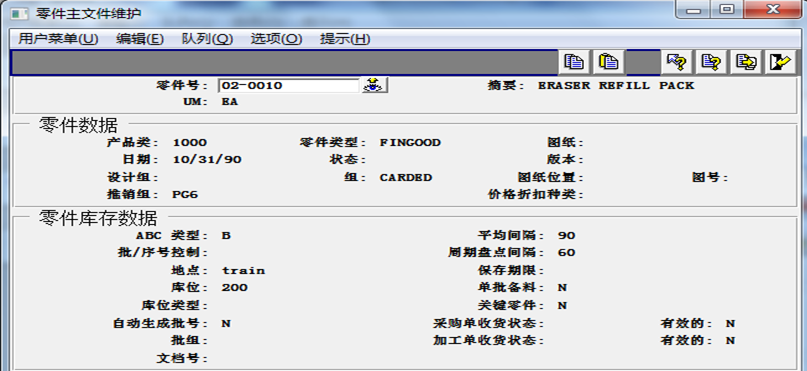 零件主文件维护
用户菜单(U) 编辑(E) 队列(Q) 选项(O) 提示(H)
零件号: 02-0010 摘要: ERASER REFILL PACK
UM: EA
零件数据
产品类: 1000 零件类型: FINGOOD 图纸:
日期: 10/31/90 状态: 版本:
设计组: 组: CARDED 图纸位置: 图号:
推销组: PG6 价格折扣种类:
零件库存数据
ABC 类型: B 平均间隔: 90
批/序号控制: 周期盘点间隔: 60
地点: train 保存期限:
库位: 200 单批备料: N
库位类型: 关键零件: N
自动生成批号: N 采购单收货状态: 有效的: N
批组: 加工单收货状态: 有效的: N
文档号: